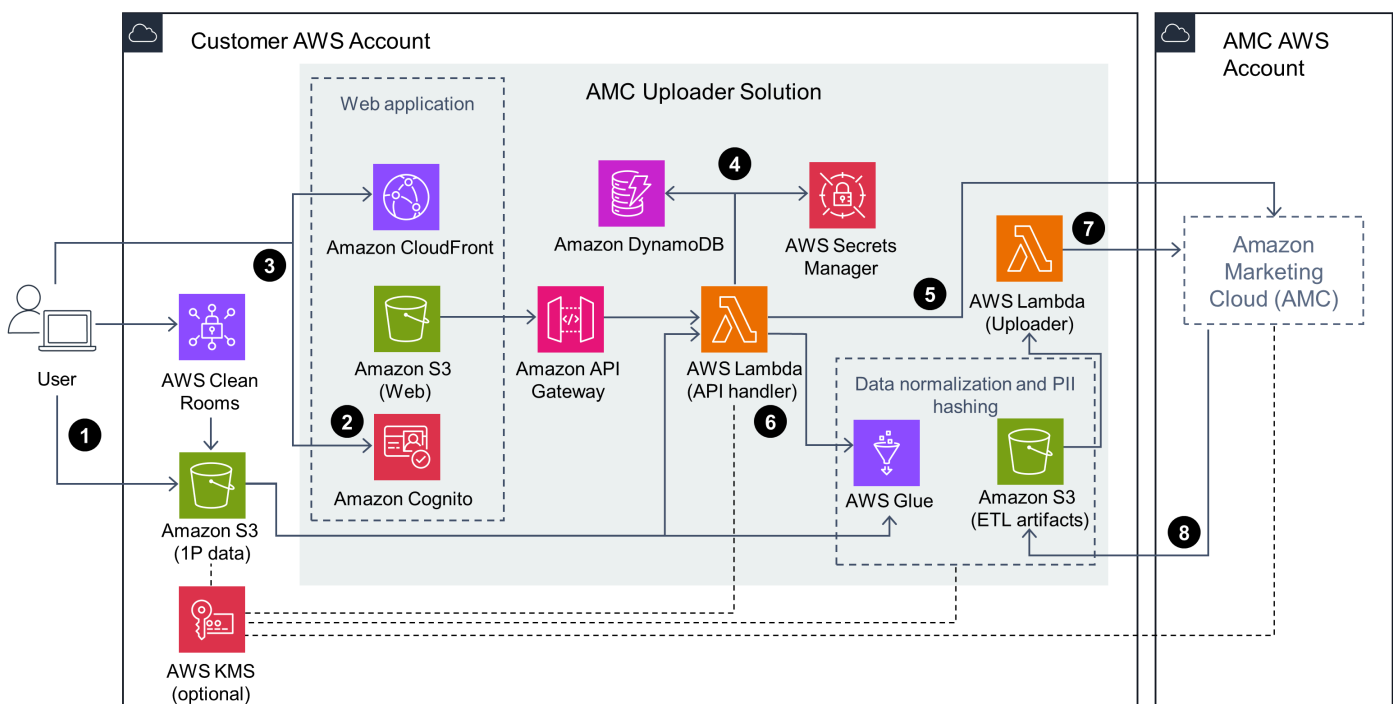 Customer AWS Account
AMC AWS
Account
Web application
AMC Uploader Solution
4
Amazon CloudFront
Amazon DynamoDB
AWS Secrets
Manager
7
Amazon
Marketing
Cloud (AMC)
3
5
AWS Lambda
(Uploader)
User
AWS Clean
Rooms
Amazon S3
(Web)
Amazon API
Gateway
AWS Lambda
(API handler)
Data normalization and PII
hashing
1
2
6
Amazon Cognito
AWS Glue
Amazon S3
(ETL artifacts)
Amazon S3
(1P data)
8
AWS KMS
(optional)